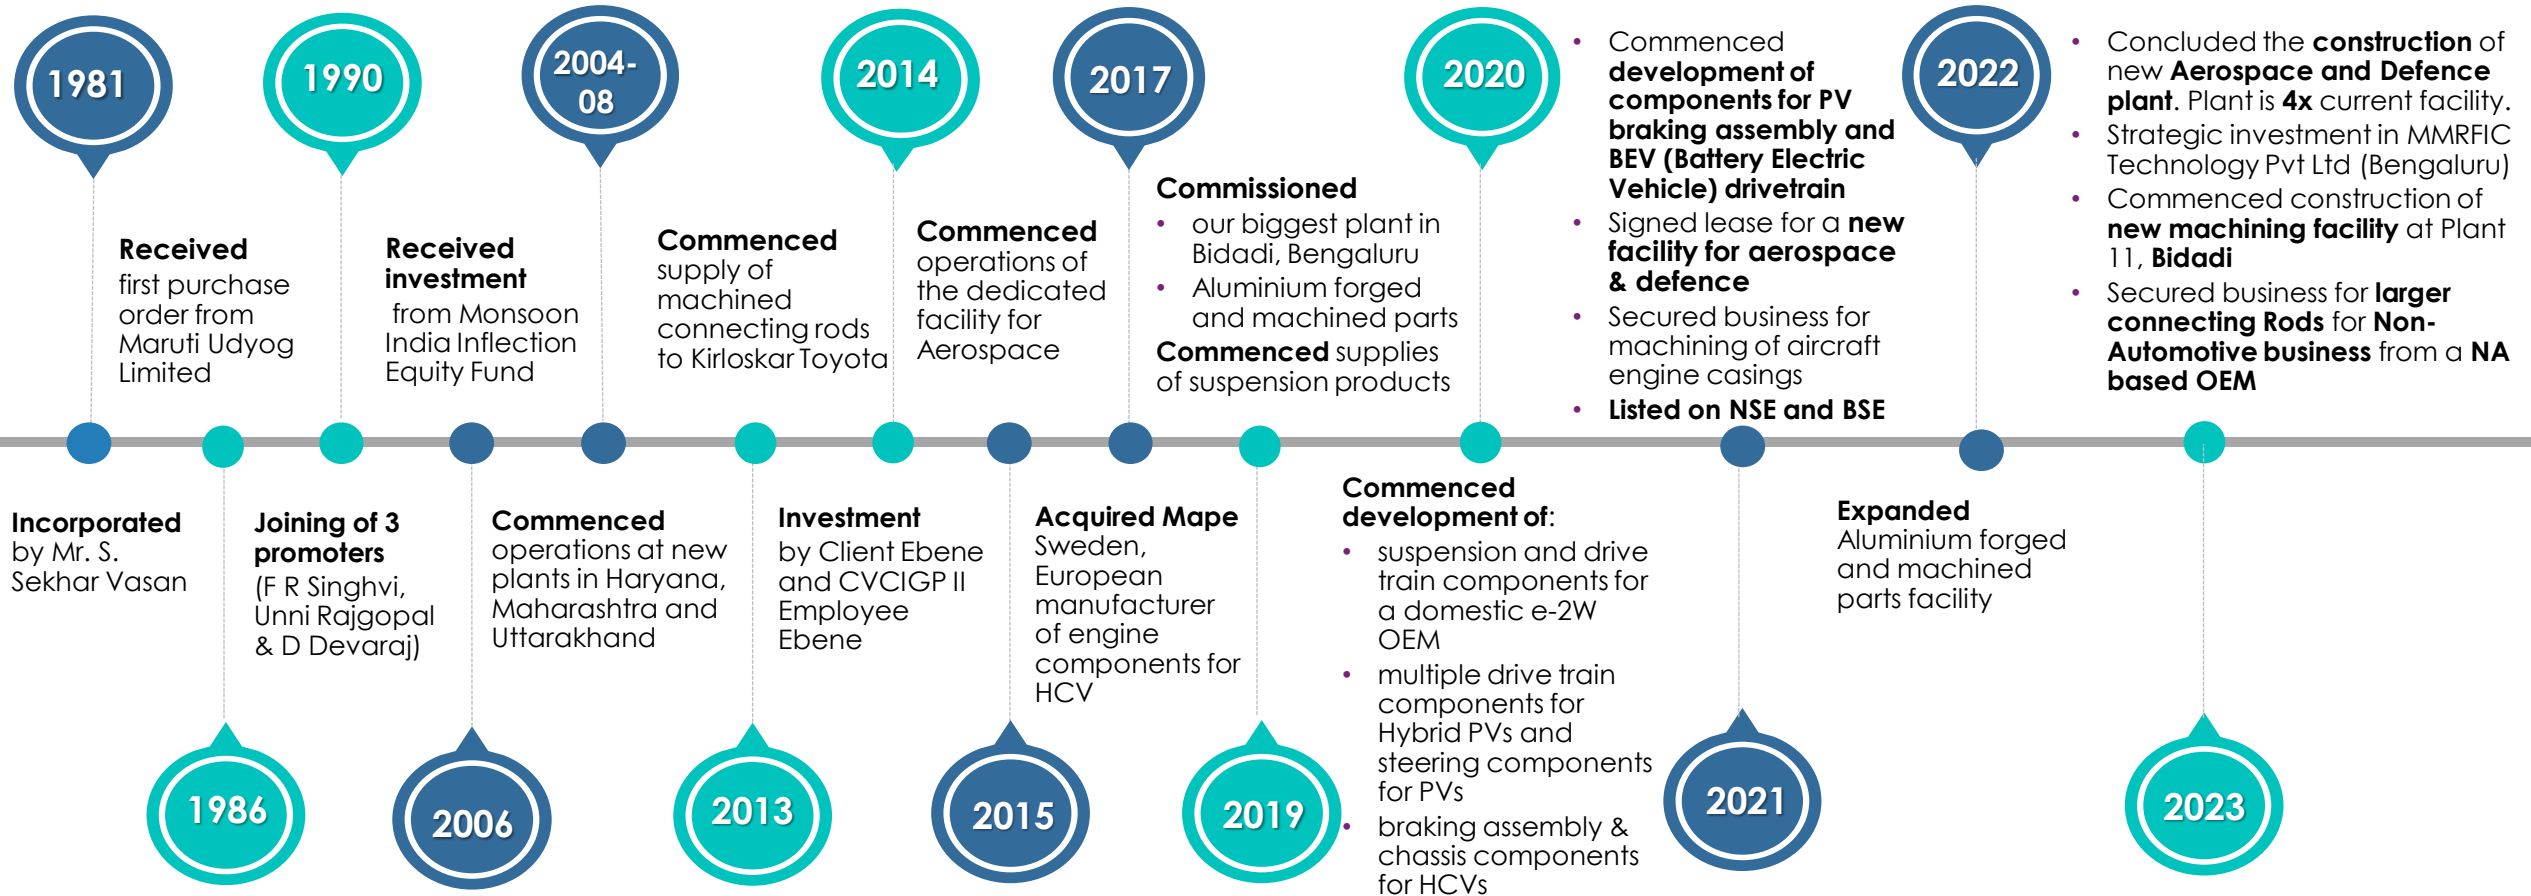 1981
1990
2004-
08
2014
2017
2020
2022
Received
first purchase
order from
Maruti Udyog
Limited
Received
investment
from Monsoon
India Inflection
Equity Fund
Commenced
supply of
machined
connecting rods
to Kirloskar Toyota
Commenced
operations of
the dedicated
facility for
Aerospace
Commissioned
• our biggest plant in
Bidadi, Bengaluru
• Aluminium forged
and machined parts
Commenced supplies
of suspension products
• Commenced
development of
components for PV
braking assembly and
BEV (Battery Electric
Vehicle) drivetrain
• Signed lease for a new
facility for aerospace
& defence
• Secured business for
machining of aircraft
engine casings
• Listed on NSE and BSE
• Concluded the construction of
new Aerospace and Defence
plant. Plant is 4x current facility.
• Strategic investment in MMRFIC
Technology Pvt Ltd (Bengaluru)
• Commenced construction of
new machining facility at Plant
11, Bidadi
• Secured business for larger
connecting Rods for Non-
Automotive business from a NA
based OEM
Incorporated
by Mr. S.
Sekhar Vasan
Joining of 3
promoters
(F R Singhvi,
Unni Rajgopal
& D Devaraj)
Commenced
operations at new
plants in Haryana,
Maharashtra and
Uttarakhand
Investment
by Client Ebene
and CVCIGP II
Employee
Ebene
Acquired Mape
Sweden,
European
manufacturer
of engine
components for
HCV
Commenced
development of:
• suspension and drive
train components for
a domestic e-2W
OEM
• multiple drive train
components for
Hybrid PVs and
steering components
for PVs
• braking assembly &
chassis components
for HCVs
Expanded
Aluminium forged
and machined
parts facility
1986
2006
2013
2015
2019
2021
2023